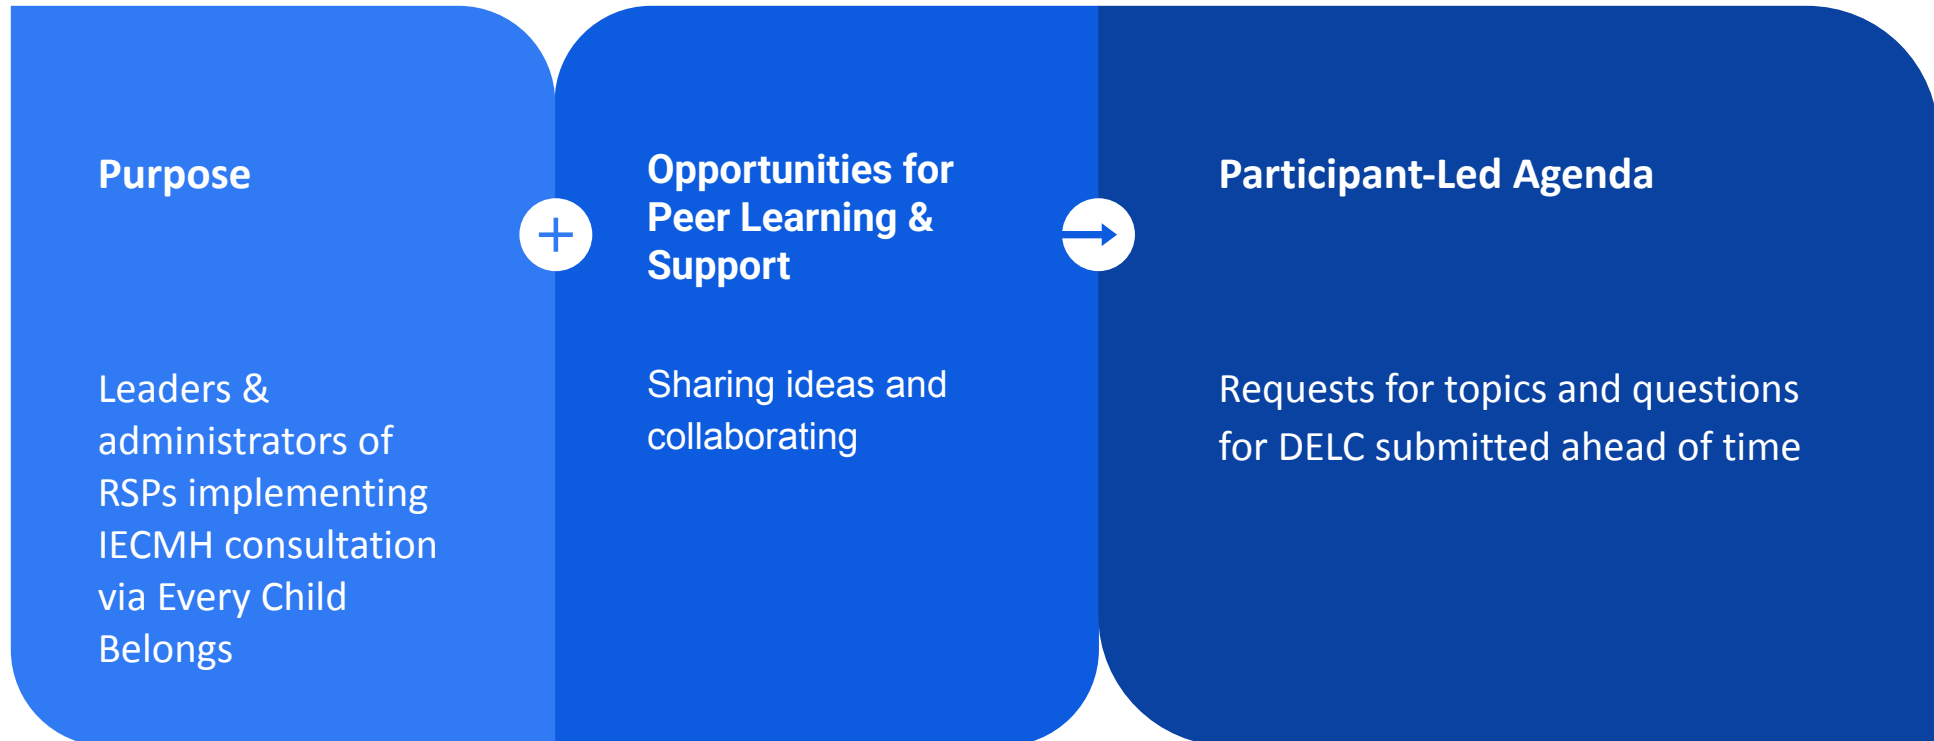 Purpose
Leaders &
administrators of
RSPs implementing
IECMH consultation
via Every Child
Belongs
+
Opportunities for
Peer Learning &
Support
Sharing ideas and
collaborating
Participant-Led Agenda
Requests for topics and questions
for DELC submitted ahead of time